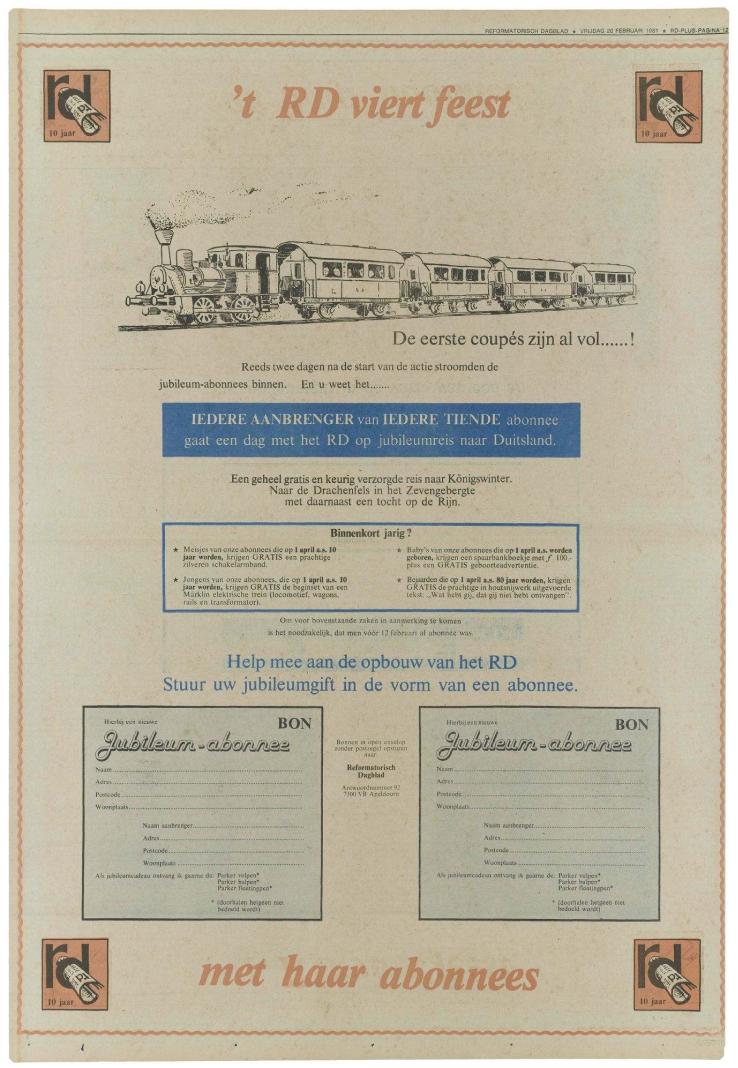 REFORMATORISCH DAGBLAD ★ VRIJDAG 20 FEBRUARI 1981 ★ RD-PLUS-PAGINA 12
rd
10 jaar
't RD viert feest
rd
10 jaar
De eerste coupés zijn al vol......!
Reeds twee dagen na de start van de actie stroomden de
jubileum-abonnees binnen. En u weet het.......
IEDERE AANBRENGER van IEDERE TIENDE abonnee
gaat een dag met het RD op jubileumreis naar Duitsland.
Een geheel gratis en keurig verzorgde reis naar Königswinter.
Naar de Drachenfels in het Zevengebergte
met daarnaast een tocht op de Rijn.
Binnenkort jarig?
★ Meisjes van onze abonnees die op 1 april a.s. 10
jaar worden, krijgen GRATIS een prachtige
zilveren schakelarmband.
★ Jongens van onze abonnees, die op 1 april a.s. 10
jaar worden, krijgen GRATIS de beginset van een
Märklin elektrische trein (locomotief, wagons,
rails en transformator).
★ Baby's van onze abonnees die op 1 april a.s. worden
geboren, krijgen een spaarbankboekje met ƒ 100,-
plus een GRATIS geboorteadvertentie.
★ Bejaarden die op 1 april a.s. 80 jaar worden, krijgen
GRATIS de prachtige in houtsnijwerk uitgevoerde
tekst: „Wat hebt gij, dat gij niet hebt ontvangen”.
Om voor bovenstaande zaken in aanmerking te komen
is het noodzakelijk, dat men vóór 12 februari al abonnee was.
Help mee aan de opbouw van het RD
Stuur uw jubileumgift in de vorm van een abonnee.
Hierbij een nieuwe BON
Jubileum-abonnee
Naam
Adres
Postcode
Woonplaats
Naam aanbrenger
Adres
Postcode
Woonplaats
Als jubileumcadeau ontvang ik gaarne de: Parker vulpen*
Parker balpen*
Parker floatingpen*
* (doorhalen hetgeen niet
bedoeld wordt)
Bonnen in open envelop
zonder postzegel opsturen
naar
Reformatorisch
Dagblad
Antwoordnummer 92
7300 VB Apeldoorn
Hierbij een nieuwe BON
Jubileum-abonnee
Naam
Adres
Postcode
Woonplaats
Naam aanbrenger
Adres
Postcode
Woonplaats
Als jubileumcadeau ontvang ik gaarne de: Parker vulpen*
Parker balpen*
Parker floatingpen*
* (doorhalen hetgeen niet
bedoeld wordt)
rd
10 jaar
met haar abonnees
rd
10 jaar